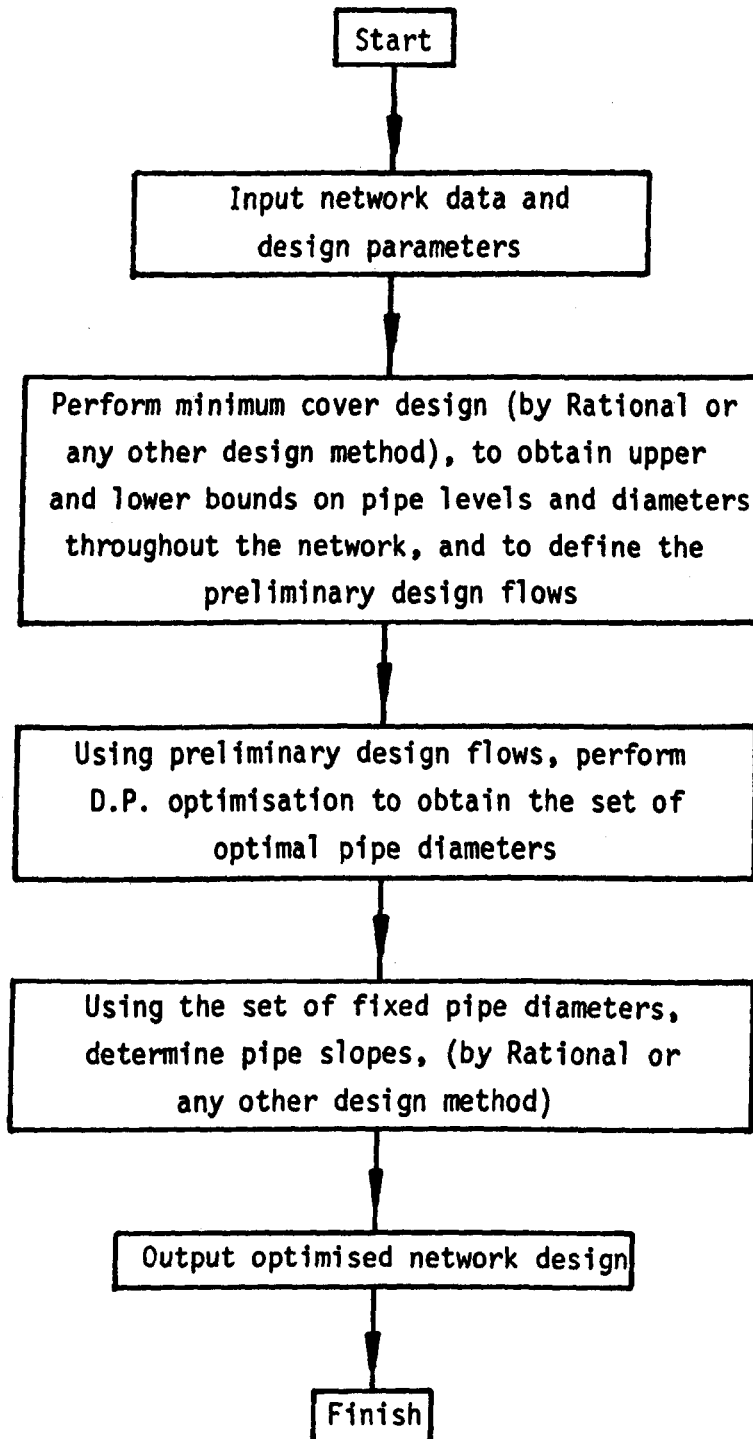 Start
Input network data and
design parameters
Perform minimum cover design (by Rational or
any other design method), to obtain upper
and lower bounds on pipe levels and diameters
throughout the network, and to define the
preliminary design flows
Using preliminary design flows, perform
D.P. optimisation to obtain the set of
optimal pipe diameters
Using the set of fixed pipe diameters,
determine pipe slopes, (by Rational or
any other design method)
Output optimised network design
Finish